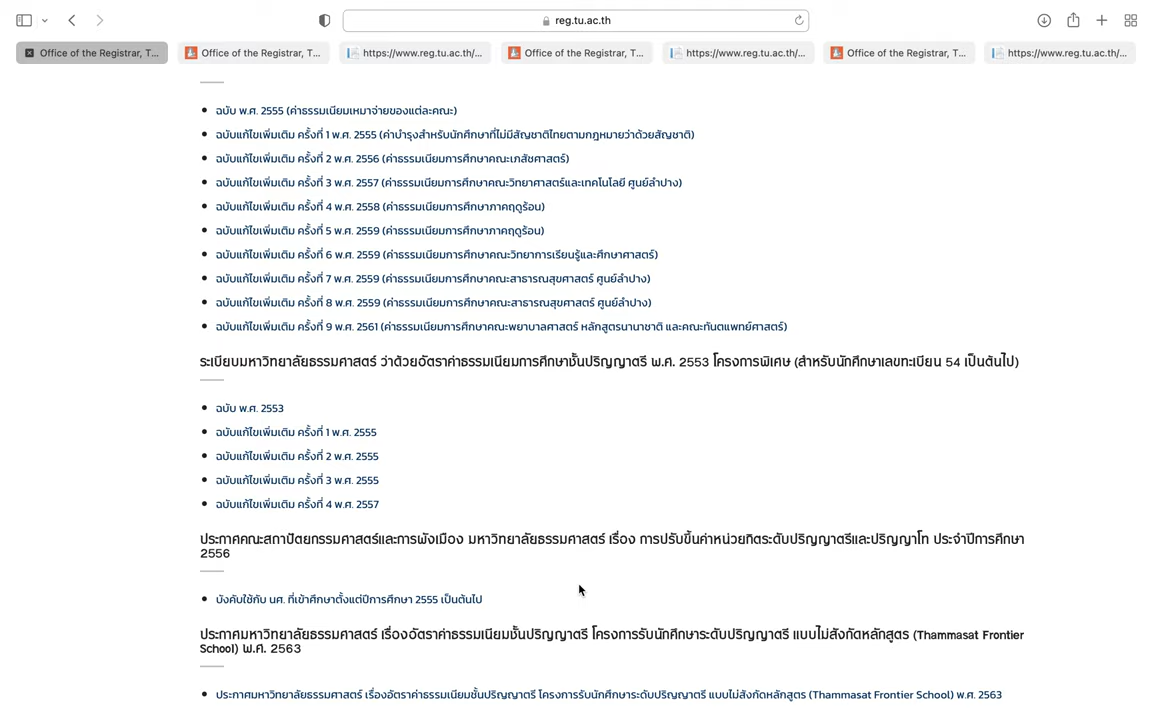 reg.tu.ac.th
Office of the Registrar, T...
Office of the Registrar, T...
https://www.reg.tu.ac.th/...
Office of the Registrar, T...
https://www.reg.tu.ac.th/...
Office of the Registrar, T...
https://www.reg.tu.ac.th/...
ฉบับ พ.ศ. 2555 (ค่าธรรมเนียมเหมาจ่ายของแต่ละคณะ)
ฉบับแก้ไขเพิ่มเติม ครั้งที่ 1 พ.ศ. 2555 (ค่าบำรุงสำหรับนักศึกษาที่ไม่มีสัญชาติไทยตามกฎหมายว่าด้วยสัญชาติ)
ฉบับแก้ไขเพิ่มเติม ครั้งที่ 2 พ.ศ. 2556 (ค่าธรรมเนียมการศึกษาคณะเภสัชศาสตร์)
ฉบับแก้ไขเพิ่มเติม ครั้งที่ 3 พ.ศ. 2557 (ค่าธรรมเนียมการศึกษาคณะวิทยาศาสตร์และเทคโนโลยี ศูนย์ลำปาง)
ฉบับแก้ไขเพิ่มเติม ครั้งที่ 4 พ.ศ. 2558 (ค่าธรรมเนียมการศึกษาภาคฤดูร้อน)
ฉบับแก้ไขเพิ่มเติม ครั้งที่ 5 พ.ศ. 2559 (ค่าธรรมเนียมการศึกษาภาคฤดูร้อน)
ฉบับแก้ไขเพิ่มเติม ครั้งที่ 6 พ.ศ. 2559 (ค่าธรรมเนียมการศึกษาคณะวิทยาการเรียนรู้และศึกษาศาสตร์)
ฉบับแก้ไขเพิ่มเติม ครั้งที่ 7 พ.ศ. 2559 (ค่าธรรมเนียมการศึกษาคณะสาธารณสุขศาสตร์ ศูนย์ลำปาง)
ฉบับแก้ไขเพิ่มเติม ครั้งที่ 8 พ.ศ. 2559 (ค่าธรรมเนียมการศึกษาคณะสาธารณสุขศาสตร์ ศูนย์ลำปาง)
ฉบับแก้ไขเพิ่มเติม ครั้งที่ 9 พ.ศ. 2561 (ค่าธรรมเนียมการศึกษาคณะพยาบาลศาสตร์ หลักสูตรนานาชาติ และคณะทันตแพทย์ศาสตร์)
ระเบียบมหาวิทยาลัยธรรมศาสตร์ ว่าด้วยอัตราค่าธรรมเนียมการศึกษาชั้นปริญญาตรี พ.ศ. 2553 โครงการพิเศษ (สำหรับนักศึกษาเลขทะเบียน 54 เป็นต้นไป)
ฉบับ พ.ศ. 2553
ฉบับแก้ไขเพิ่มเติม ครั้งที่ 1 พ.ศ. 2555
ฉบับแก้ไขเพิ่มเติม ครั้งที่ 2 พ.ศ. 2555
ฉบับแก้ไขเพิ่มเติม ครั้งที่ 3 พ.ศ. 2555
ฉบับแก้ไขเพิ่มเติม ครั้งที่ 4 พ.ศ. 2557
ประกาศคณะสถาปัตยกรรมศาสตร์และการผังเมือง มหาวิทยาลัยธรรมศาสตร์ เรื่อง การปรับขึ้นค่าหน่วยกิตระดับปริญญาตรีและปริญญาโท ประจำปีการศึกษา
2556
บังคับใช้กับ นศ. ที่เข้าศึกษาตั้งแต่ปีการศึกษา 2555 เป็นต้นไป
ประกาศมหาวิทยาลัยธรรมศาสตร์ เรื่องอัตราค่าธรรมเนียมชั้นปริญญาตรี โครงการรับนักศึกษาระดับปริญญาตรี แบบไม่สังกัดหลักสูตร (Thammasat Frontier
School) พ.ศ. 2563
ประกาศมหาวิทยาลัยธรรมศาสตร์ เรื่องอัตราค่าธรรมเนียมชั้นปริญญาตรี โครงการรับนักศึกษาระดับปริญญาตรี แบบไม่สังกัดหลักสูตร (Thammasat Frontier School) พ.ศ. 2563